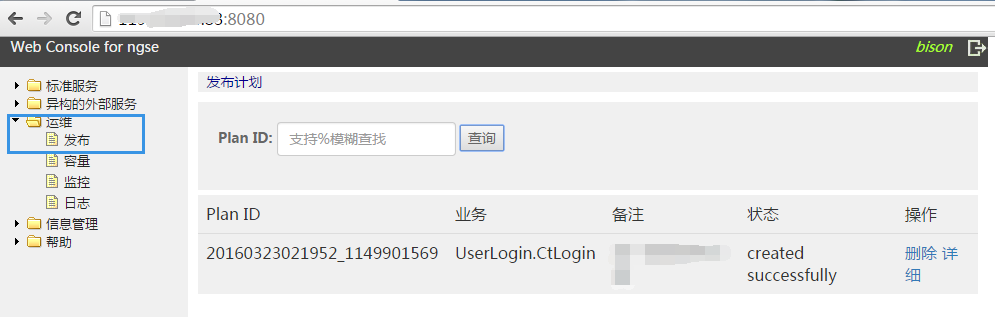 :8080
Web Console for ngse
bison
标准服务
异构的外部服务
运维
发布
容量
监控
日志
信息管理
帮助
发布计划
Plan ID: 支持%模糊查找 查询
Plan ID 业务 备注 状态 操作
20160323021952_1149901569 UserLogin.CtLogin created 删除 详
successfully 细